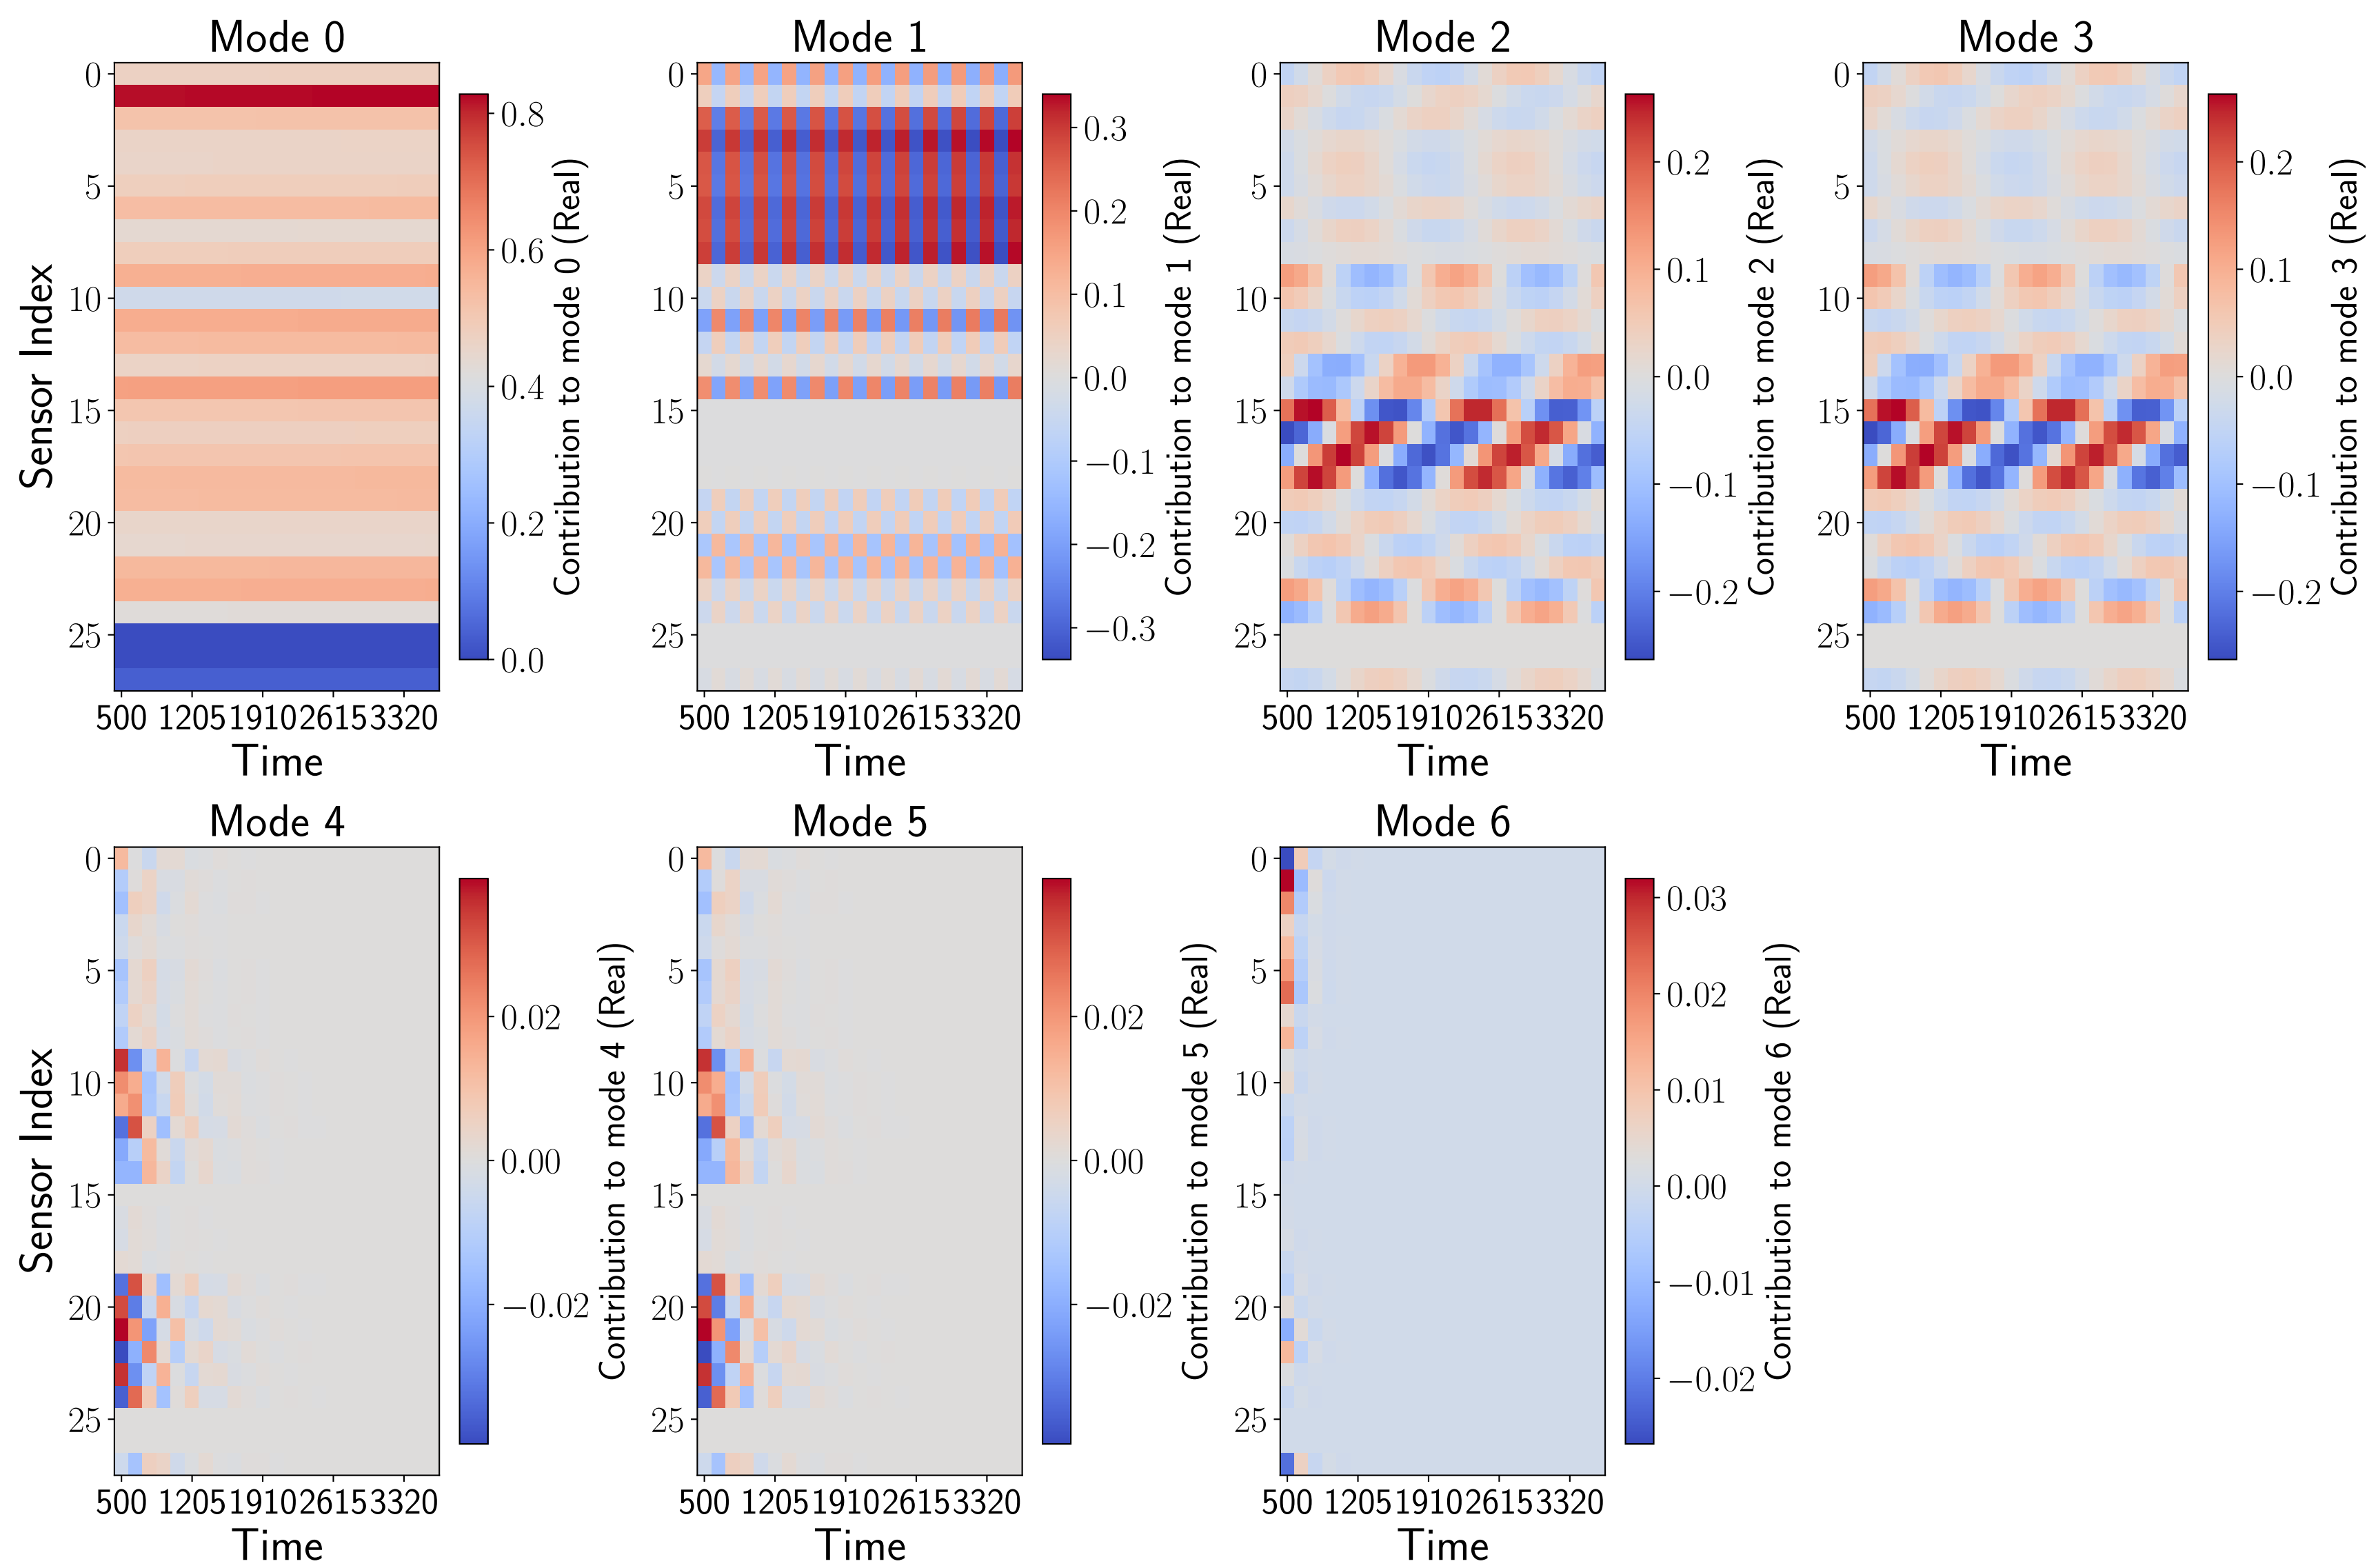 Mode 0
Mode 1
Mode 2
Mode 3
Sensor Index
0
5
10
15
20
25
500 1205 1910 2615 3320
Time
0.8
0.6
0.4
0.2
0.0
Contribution to mode 0 (Real)
0
5
10
15
20
25
500 1205 1910 2615 3320
Time
0.3
0.2
0.1
0.0
−0.1
−0.2
−0.3
Contribution to mode 1 (Real)
0
5
10
15
20
25
500 1205 1910 2615 3320
Time
0.2
0.1
0.0
−0.1
−0.2
Contribution to mode 2 (Real)
0
5
10
15
20
25
500 1205 1910 2615 3320
Time
0.2
0.1
0.0
−0.1
−0.2
Contribution to mode 3 (Real)
Mode 4
Mode 5
Mode 6
Sensor Index
0
5
10
15
20
25
500 1205 1910 2615 3320
Time
0.02
0.00
−0.02
Contribution to mode 4 (Real)
0
5
10
15
20
25
500 1205 1910 2615 3320
Time
0.02
0.00
−0.02
Contribution to mode 5 (Real)
0
5
10
15
20
25
500 1205 1910 2615 3320
Time
0.03
0.02
0.01
0.00
−0.01
−0.02
Contribution to mode 6 (Real)